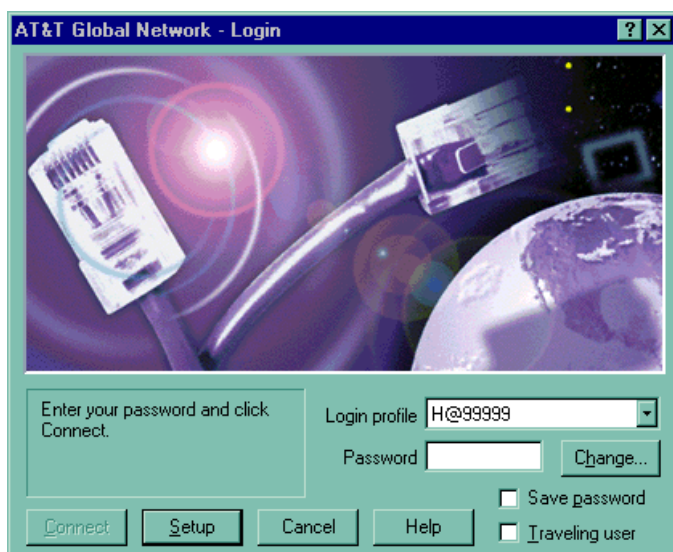 AT&T Global Network - Login
Enter your password and click
Connect.
Login profile H@99999
Password
Change...
Save password
Traveling user
Connect Setup Cancel Help